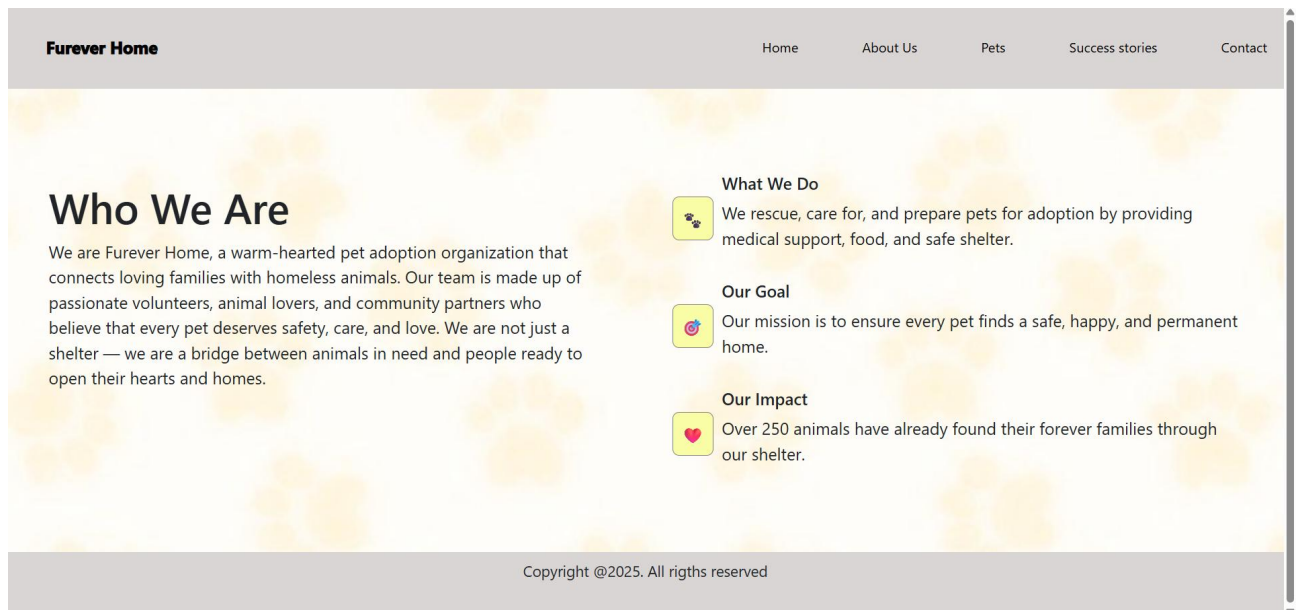 Furever Home
Home
About Us
Pets
Success stories
Contact
Who We Are
We are Furever Home, a warm-hearted pet adoption organization that
connects loving families with homeless animals. Our team is made up of
passionate volunteers, animal lovers, and community partners who
believe that every pet deserves safety, care, and love. We are not just a
shelter — we are a bridge between animals in need and people ready to
open their hearts and homes.
What We Do
We rescue, care for, and prepare pets for adoption by providing
medical support, food, and safe shelter.
Our Goal
Our mission is to ensure every pet finds a safe, happy, and permanent
home.
Our Impact
Over 250 animals have already found their forever families through
our shelter.
Copyright @2025. All rigths reserved